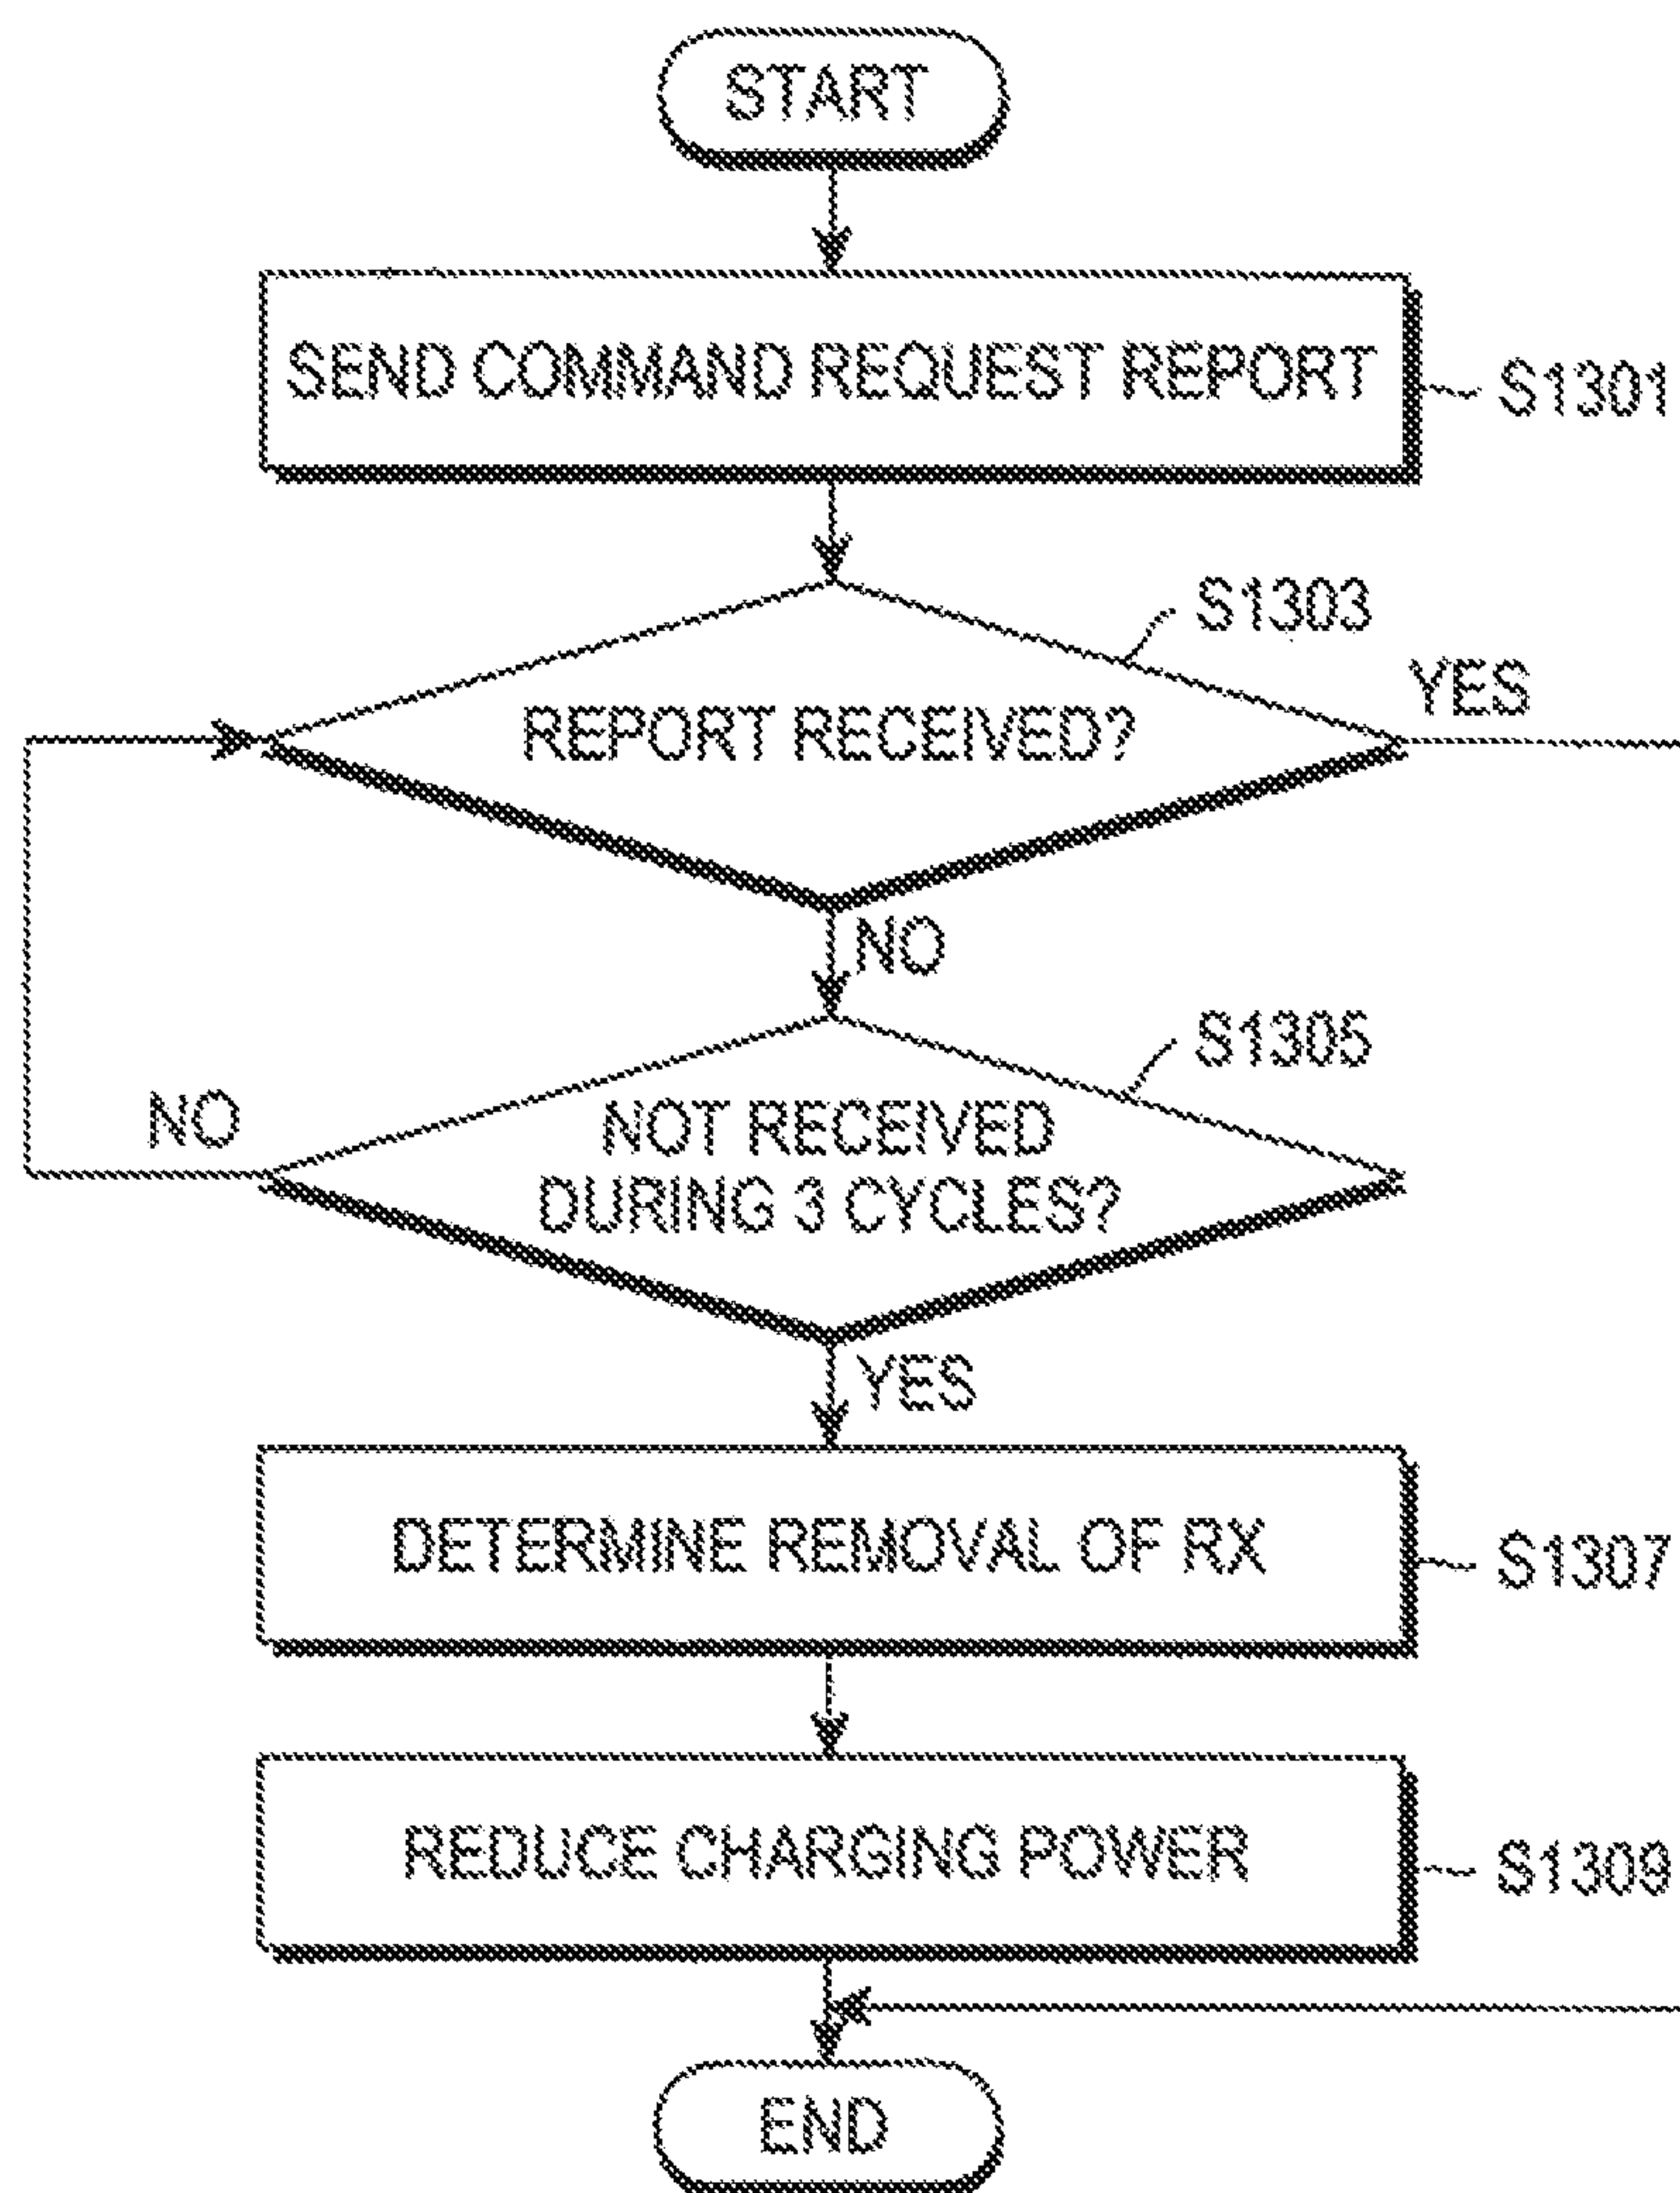 START
SEND COMMAND REQUEST REPORT
S1301
S1303
YES
REPORT RECEIVED?
NO
S1305
NO
NOT RECEIVED
DURING 3 CYCLES?
YES
DETERMINE REMOVAL OF RX
S1307
REDUCE CHARGING POWER
S1309
END